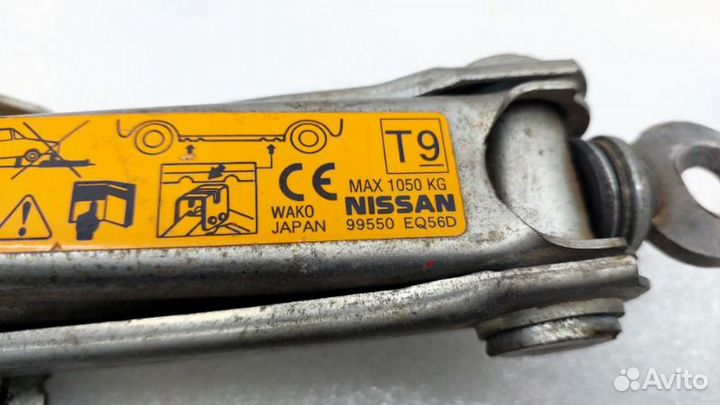 T9
MAX 1050 KG
CE
WAKO NISSAN
JAPAN 99550 EQ56D
Avito